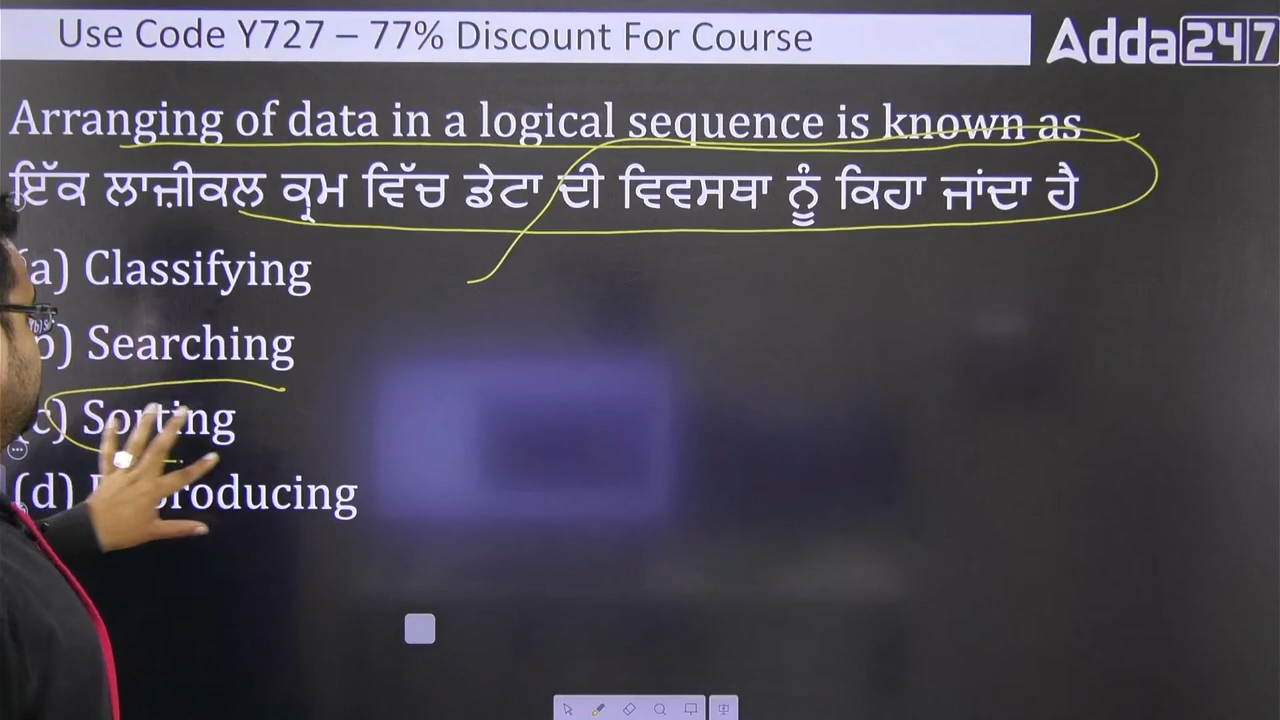 Use Code Y727 – 77% Discount For Course
Adda247
Arranging of data in a logical sequence is known as
ਇੱਕ ਲਾਜ਼ੀਕਲ ਕ੍ਰਮ ਵਿੱਚ ਡੇਟਾ ਦੀ ਵਿਵਸਥਾ ਨੂੰ ਕਿਹਾ ਜਾਂਦਾ ਹੈ
(a) Classifying
b) Searching
(c) Sorting
(d)